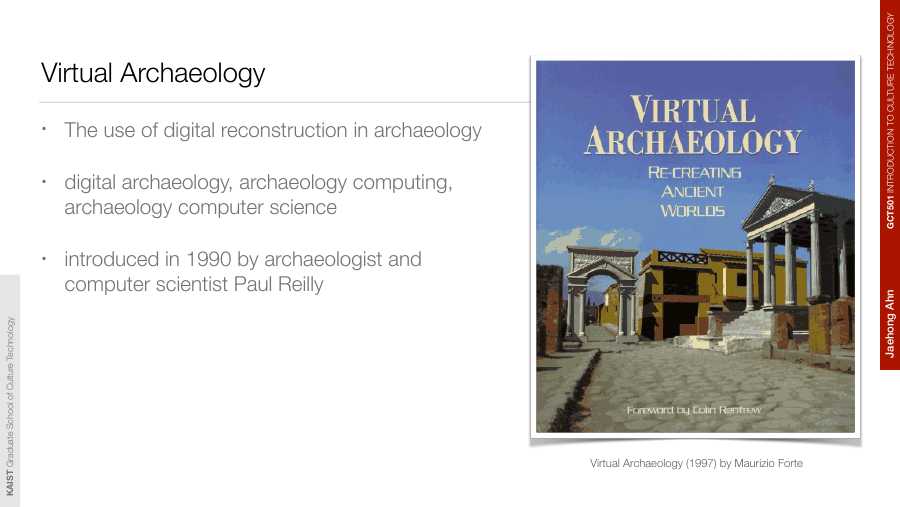 Virtual Archaeology
• The use of digital reconstruction in archaeology
• digital archaeology, archaeology computing,
archaeology computer science
• introduced in 1990 by archaeologist and
computer scientist Paul Reilly
VIRTUAL
ARCHAEOLOGY
RE-CREATING
ANCIENT
WORLDS
Foreword by Colin Renfrew
Virtual Archaeology (1997) by Maurizio Forte
KAIST Graduate School of Culture Technology
GCT501 INTRODUCTION TO CULTURE TECHNOLOGY
Jaehong Ahn